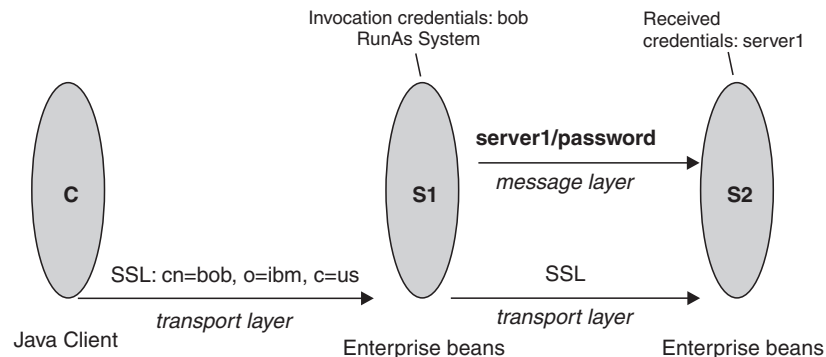 Invocation credentials: bob
RunAs System
Received
credentials: server1
server1/password
message layer
C
S1
S2
SSL: cn=bob, o=ibm, c=us
transport layer
SSL
transport layer
Java Client
Enterprise beans
Enterprise beans